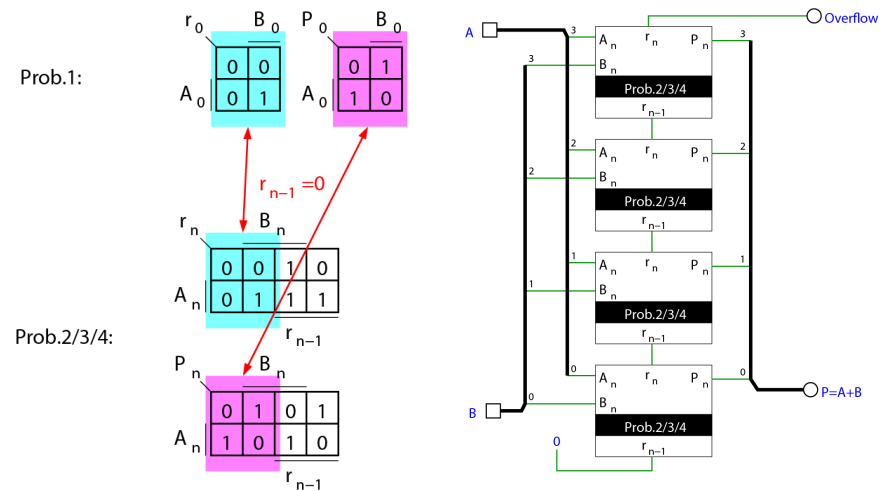 r0 B0 P0 B0
Prob.1:
0 0 0 1
A0 0 1 A0 1 0
rn−1=0
rn Bn
0 0 1 0
An 0 1 1 1
rn−1
Prob.2/3/4:
Pn Bn
0 1 0 1
An 1 0 1 0
rn−1
Overflow
A
3 An rn Pn 3
3 Bn
Prob.2/3/4
rn−1
2 An rn Pn 2
2 Bn
Prob.2/3/4
rn−1
1 An rn Pn 1
1 Bn
Prob.2/3/4
rn−1
0 An rn Pn 0
P=A+B
B 0 Bn
Prob.2/3/4
0 rn−1